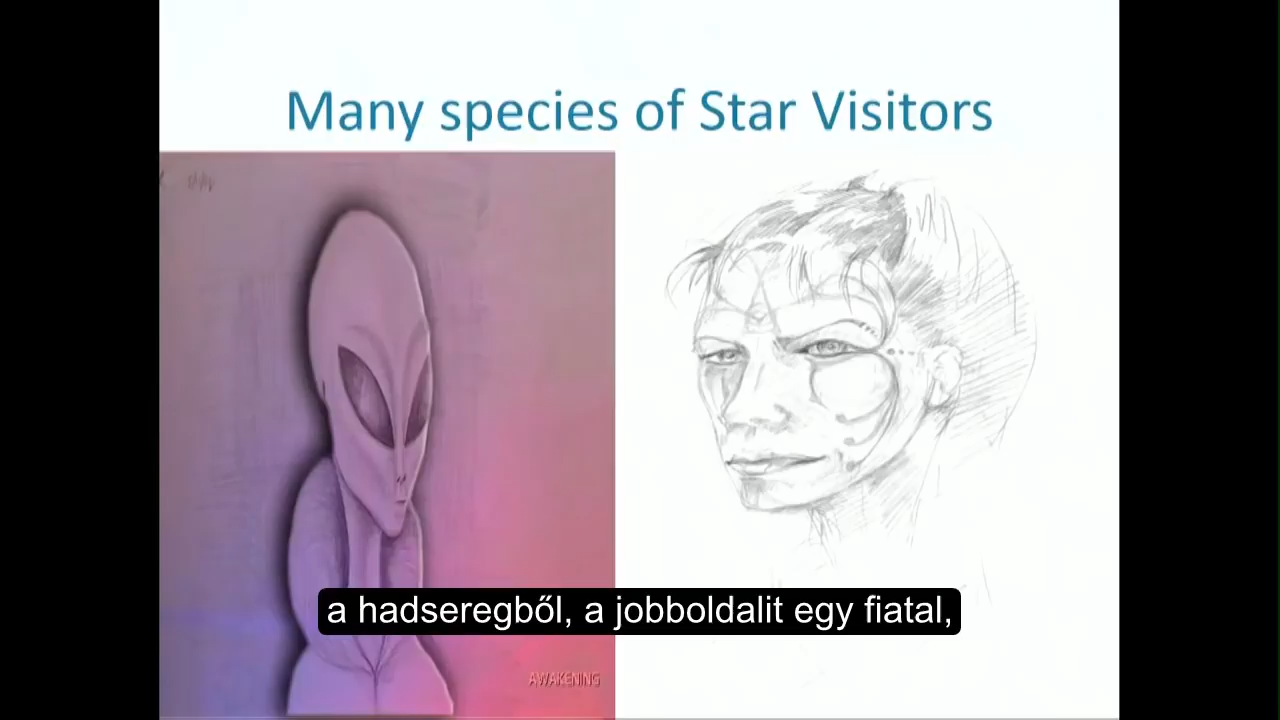 Many species of Star Visitors
AWAKENING
a hadseregből, a jobboldalit egy fiatal,